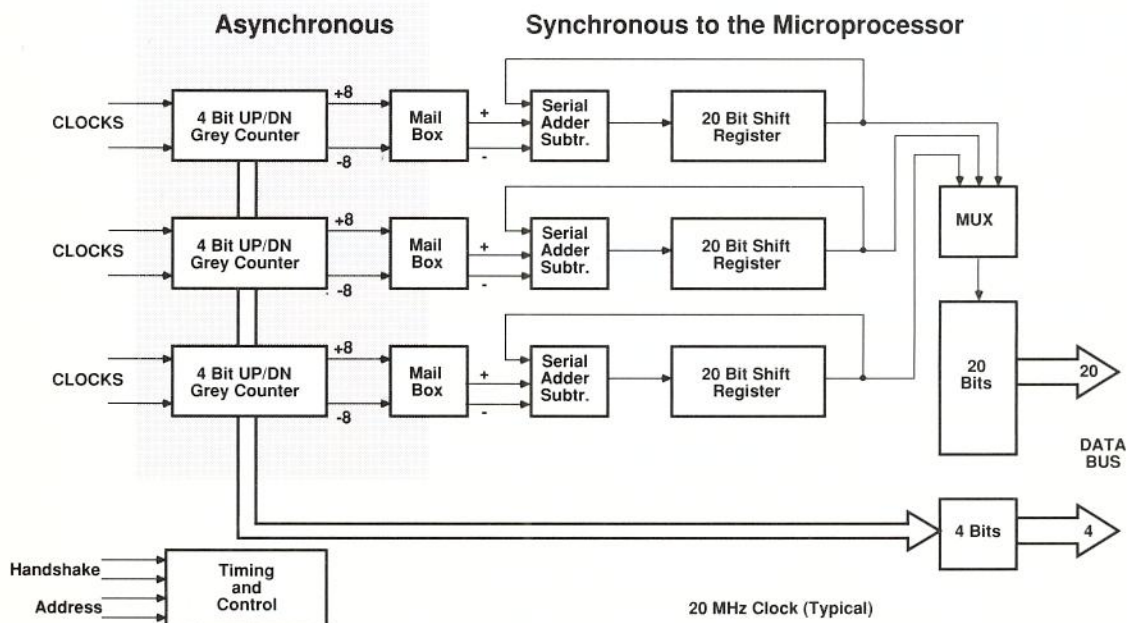 Asynchronous
Synchronous to the Microprocessor
CLOCKS
4 Bit UP/DN
Grey Counter
+8
-8
Mail
Box
+
-
Serial
Adder
Subtr.
20 Bit Shift
Register
MUX
CLOCKS
4 Bit UP/DN
Grey Counter
+8
-8
Mail
Box
+
-
Serial
Adder
Subtr.
20 Bit Shift
Register
CLOCKS
4 Bit UP/DN
Grey Counter
+8
-8
Mail
Box
+
-
Serial
Adder
Subtr.
20 Bit Shift
Register
20
Bits
20
DATA
BUS
4 Bits
4
Handshake
Address
Timing
and
Control
20 MHz Clock (Typical)